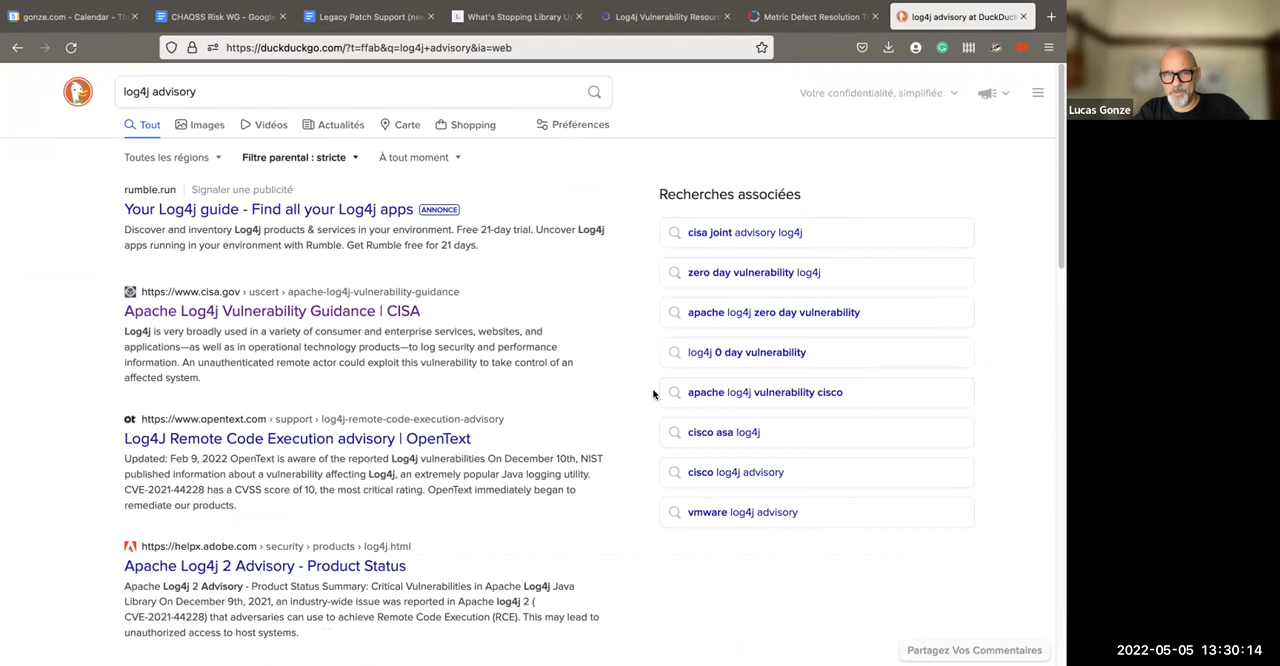 gonze.com - Calendar - Th
CHAOSS Risk WG - Google
Legacy Patch Support (new
What's Stopping Library U
Log4j Vulnerability Resour
Metric Defect Resolution T
log4j advisory at DuckDuc
https://duckduckgo.com/?t=ffab&q=log4j+advisory&ia=web
log4j advisory
Votre confidentialité, simplifiée.
Tout Images Vidéos Actualités Carte Shopping Préférences
Toutes les régions Filtre parental : stricte À tout moment
rumble.run Signaler une publicité
Your Log4j guide - Find all your Log4j apps ANNONCE
Discover and inventory Log4j products & services in your environment. Free 21-day trial. Uncover Log4j
apps running in your environment with Rumble. Get Rumble free for 21 days.
https://www.cisa.gov › uscert › apache-log4j-vulnerability-guidance
Apache Log4j Vulnerability Guidance | CISA
Log4j is very broadly used in a variety of consumer and enterprise services, websites, and
applications—as well as in operational technology products—to log security and performance
information. An unauthenticated remote actor could exploit this vulnerability to take control of an
affected system.
ot https://www.opentext.com › support › log4j-remote-code-execution-advisory
Log4J Remote Code Execution advisory | OpenText
Updated: Feb 9, 2022 OpenText is aware of the reported Log4j vulnerabilities On December 10th, NIST
published information about a vulnerability affecting Log4j, an extremely popular Java logging utility.
CVE-2021-44228 has a CVSS score of 10, the most critical rating. OpenText immediately began to
remediate our products.
https://helpx.adobe.com › security › products › log4j.html
Apache Log4j 2 Advisory - Product Status
Apache Log4j 2 Advisory - Product Status Summary: Critical Vulnerabilities in Apache Log4j Java
Library On December 9th, 2021, an industry-wide issue was reported in Apache log4j 2 (
CVE-2021-44228) that adversaries can use to achieve Remote Code Execution (RCE). This may lead to
unauthorized access to host systems.
Recherches associées
cisa joint advisory log4j
zero day vulnerability log4j
apache log4j zero day vulnerability
log4j 0 day vulnerability
apache log4j vulnerability cisco
cisco asa log4j
cisco log4j advisory
vmware log4j advisory
Partagez Vos Commentaires
Lucas Gonze
2022-05-05 13:30:14